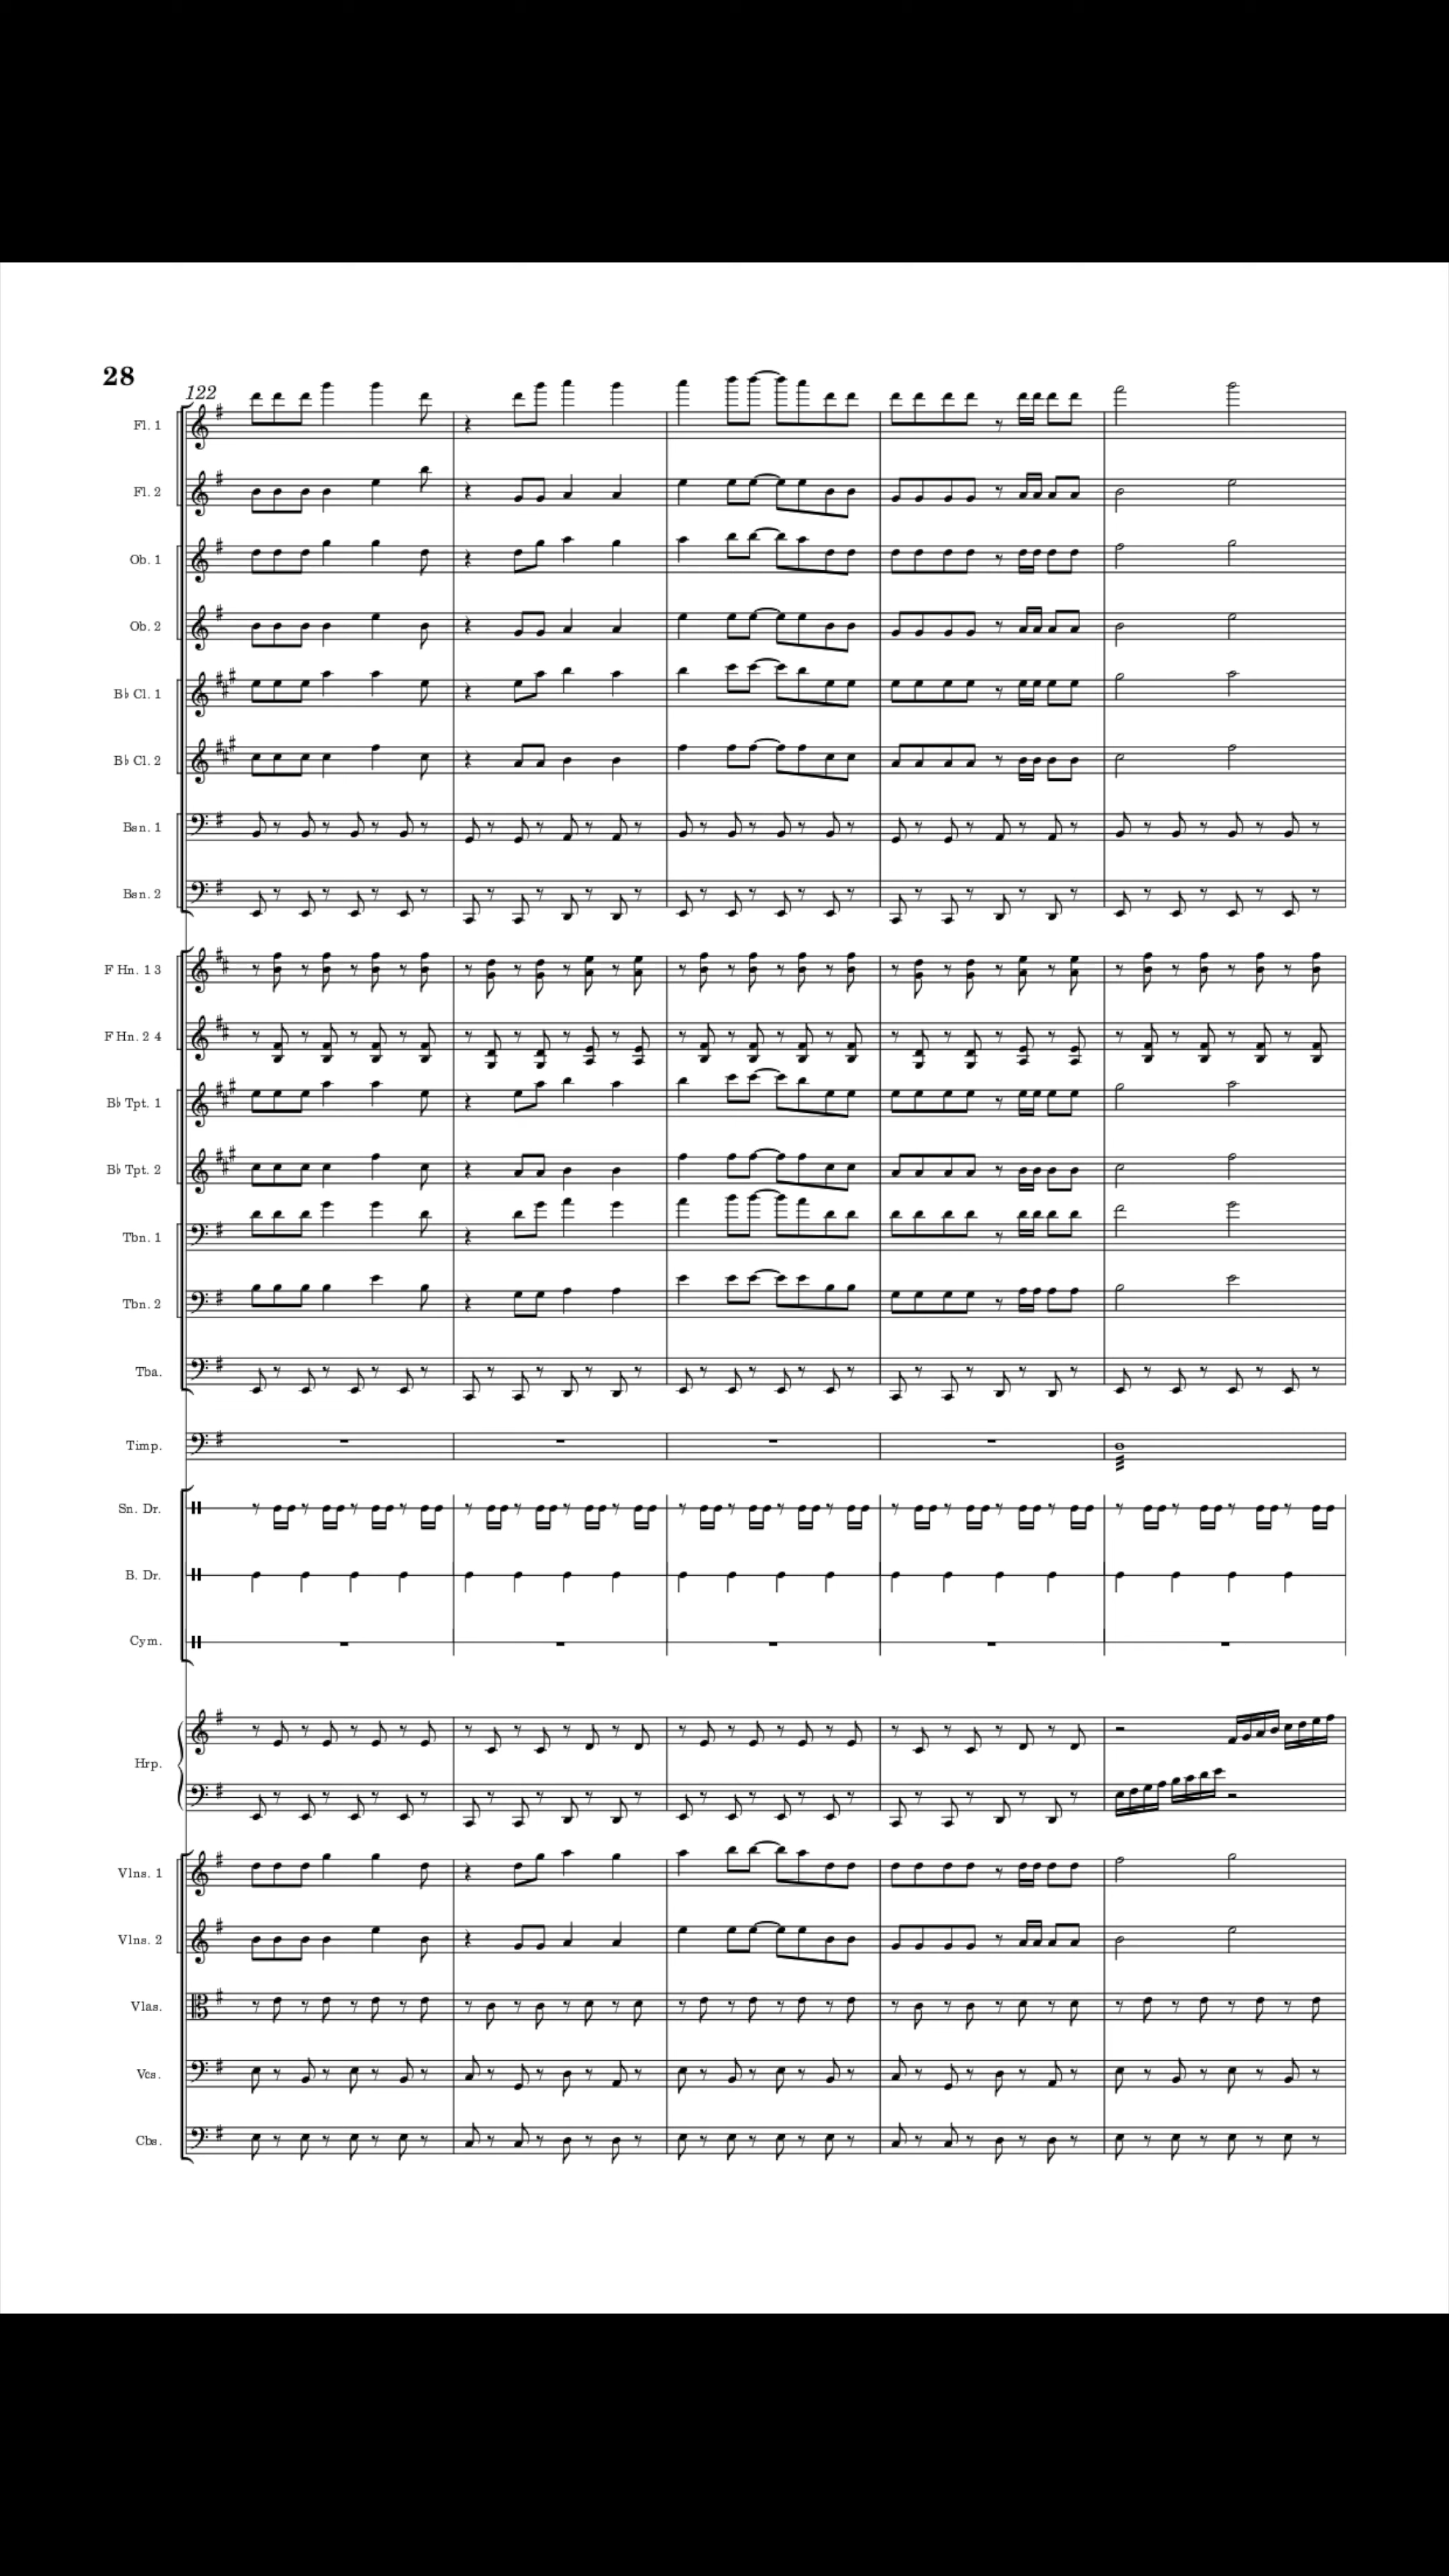 28
122
Fl. 1
Fl. 2
Ob. 1
Ob. 2
B♭ Cl. 1
B♭ Cl. 2
Bsn. 1
Bsn. 2
F Hn. 1 3
F Hn. 2 4
B♭ Tpt. 1
B♭ Tpt. 2
Tbn. 1
Tbn. 2
Tba.
Timp.
Sn. Dr.
B. Dr.
Cym.
Hrp.
Vlns. 1
Vlns. 2
Vlas.
Vcs.
Cbs.